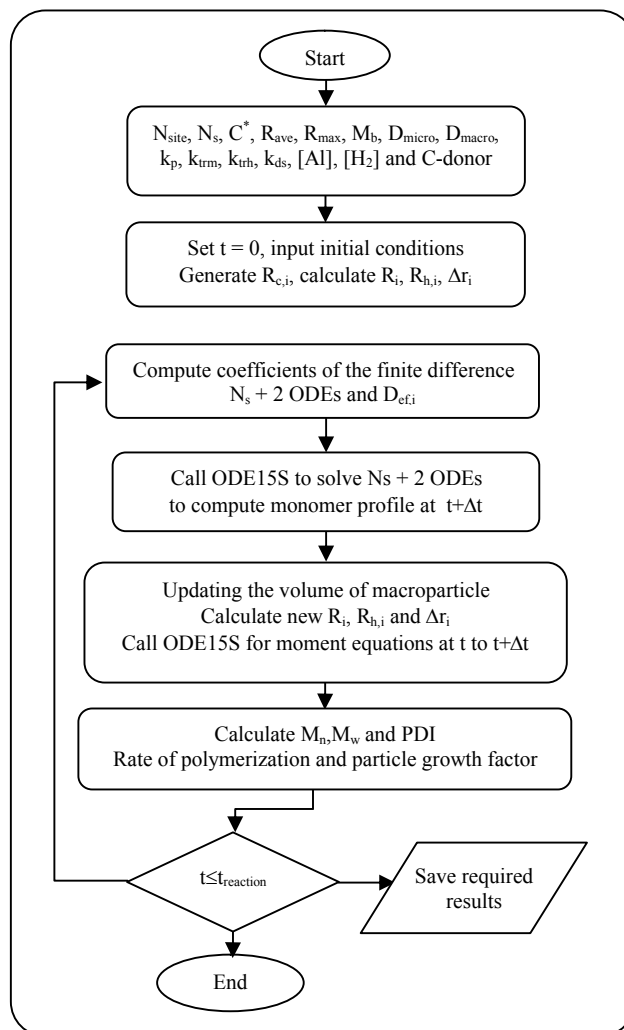 Start
N_site, N_s, C^*, R_ave, R_max, M_b, D_micro, D_macro,
k_p, k_trm, k_trh, k_ds, [Al], [H_2] and C-donor
Set t = 0, input initial conditions
Generate R_c,i, calculate R_i, R_h,i, Δr_i
Compute coefficients of the finite difference
N_s + 2 ODEs and D_ef,i
Call ODE15S to solve Ns + 2 ODEs
to compute monomer profile at t+Δt
Updating the volume of macroparticle
Calculate new R_i, R_h,i and Δr_i
Call ODE15S for moment equations at t to t+Δt
Calculate M_n,M_w and PDI
Rate of polymerization and particle growth factor
t≤t_reaction
Save required
results
End